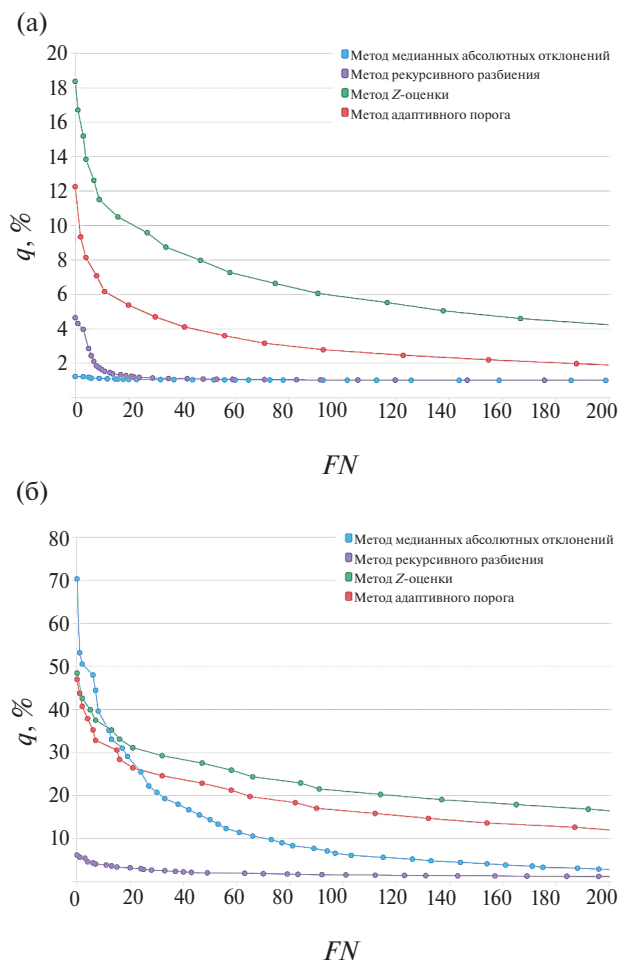 (а)
20
18
16
14
12
10
8
6
4
2
q, %
Метод медианных абсолютных отклонений
Метод рекурсивного разбиения
Метод Z-оценки
Метод адаптивного порога
0 20 40 60 80 100 120 140 160 180 200
FN
(б)
80
70
60
50
40
30
20
10
q, %
Метод медианных абсолютных отклонений
Метод рекурсивного разбиения
Метод Z-оценки
Метод адаптивного порога
0 20 40 60 80 100 120 140 160 180 200
FN